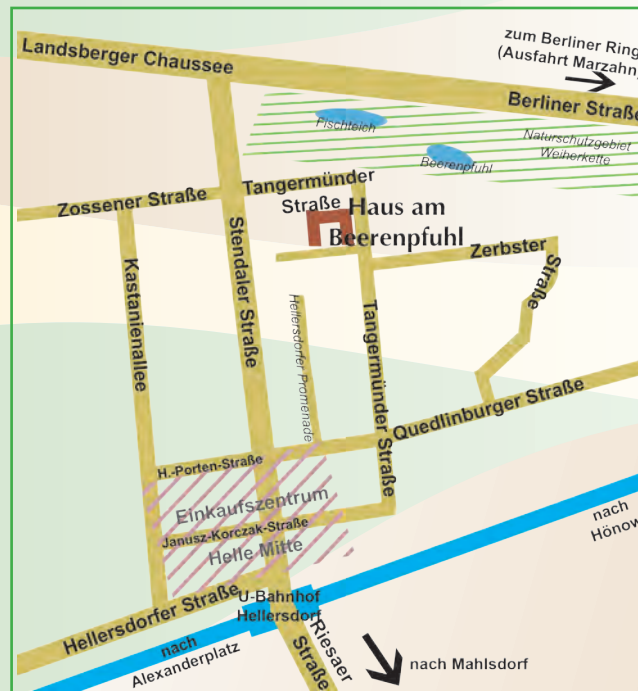 zum Berliner Ring
(Ausfahrt Marzahn)
Landsberger Chaussee
Berliner Straße
Fischteich
Naturschutzgebiet
Weiherkette
Beerenpfuhl
Tangermünder
Straße
Zossener Straße
Haus am
Beerenpfuhl
Zerbster
Straße
Kastanienallee
Stendaler Straße
Hellersdorfer Promenade
Tangermünder Straße
Quedlinburger Straße
H.-Porten-Straße
Einkaufszentrum
Janusz-Korczak-Straße
Helle Mitte
nach
Hönow
U-Bahnhof
Hellersdorf
Hellersdorfer Straße
nach
Alexanderplatz
Riesaer
Straße
nach Mahlsdorf